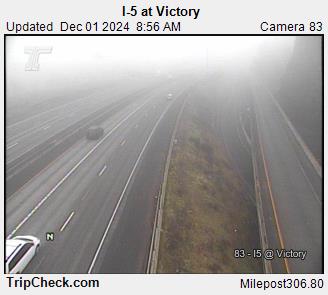 I-5 at Victory
Updated Dec 01 2024 8:56 AM Camera 83
T
N
83 - I5 @ Victory
TripCheck.com Milepost306.80